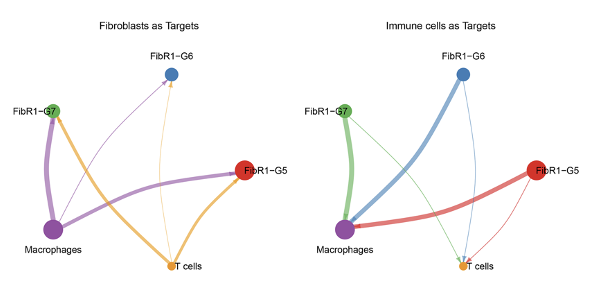 Fibroblasts as Targets
FibR1−G6
FibR1−G7
FibR1−G5
Macrophages
T cells
Immune cells as Targets
FibR1−G6
FibR1−G7
FibR1−G5
Macrophages
T cells